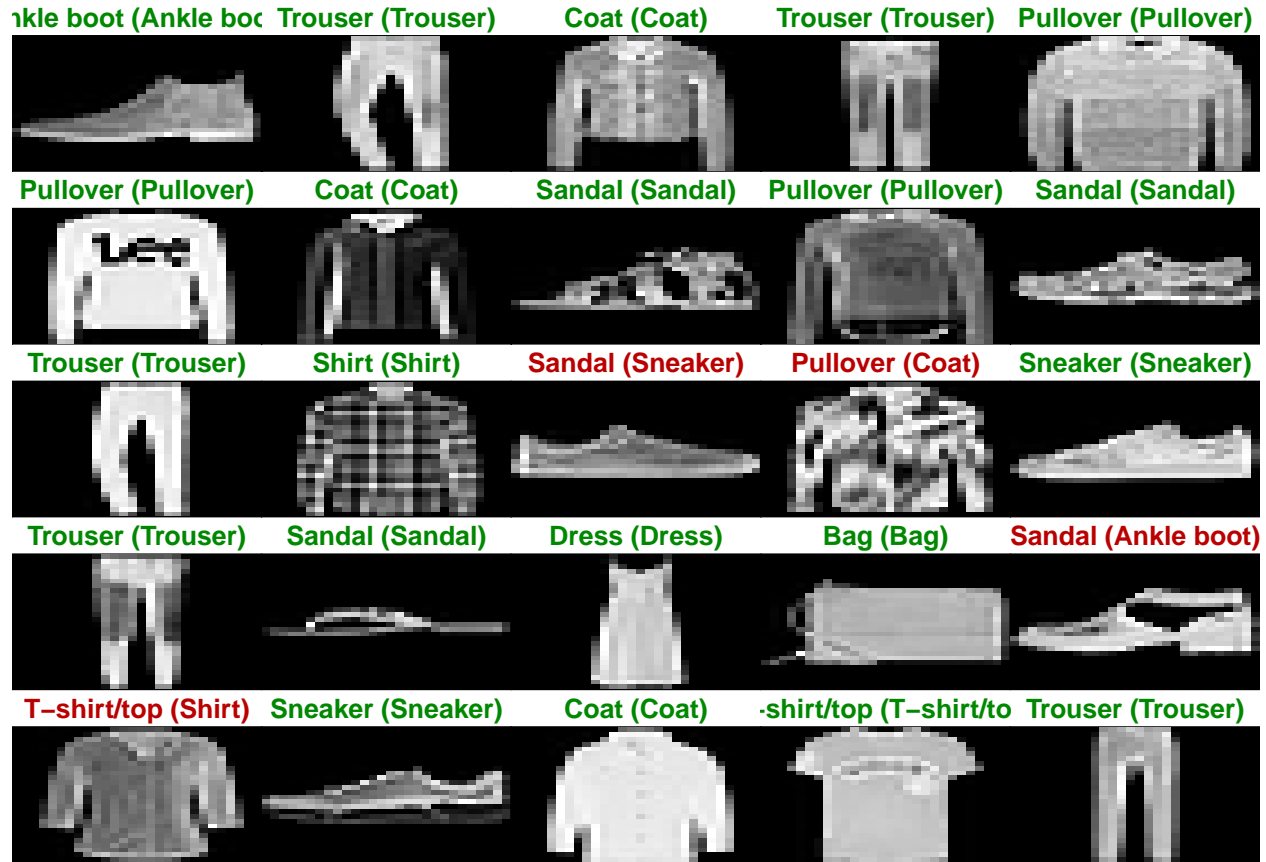 nkle boot (Ankle boo Trouser (Trouser) Coat (Coat) Trouser (Trouser) Pullover (Pullover)
Pullover (Pullover) Coat (Coat) Sandal (Sandal) Pullover (Pullover) Sandal (Sandal)
Lee
Trouser (Trouser) Shirt (Shirt) Sandal (Sneaker) Pullover (Coat) Sneaker (Sneaker)
Trouser (Trouser) Sandal (Sandal) Dress (Dress) Bag (Bag) Sandal (Ankle boot)
T−shirt/top (Shirt) Sneaker (Sneaker) Coat (Coat) -shirt/top (T−shirt/to Trouser (Trouser)